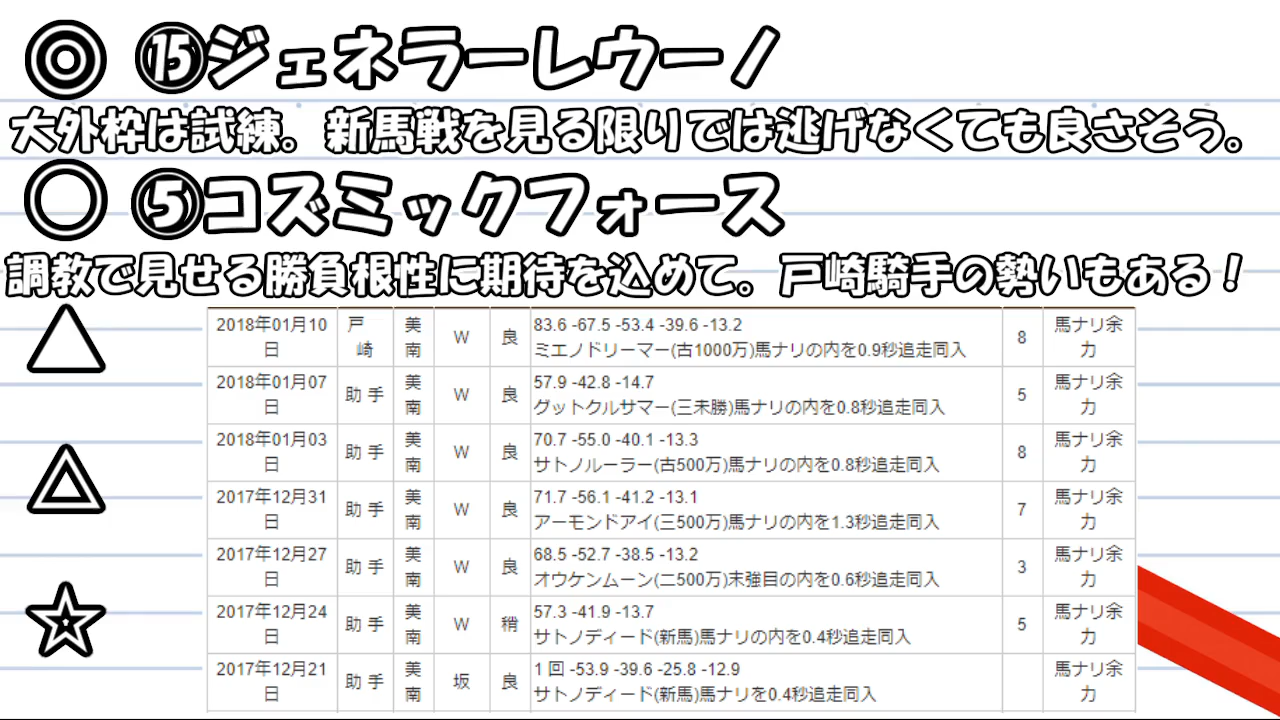 ◎ ⑮ジェネラーレウーノ
大外枠は試練。新馬戦を見る限りでは逃げなくても良さそう。
○ ⑤コズミックフォース
調教で見せる勝負根性に期待を込めて。戸崎騎手の勢いもある！
△
2018年01月10日 戸崎 美南 W 良 83.6 -67.5 -53.4 -39.6 -13.2 8 馬ナリ余力
ミエノドリーマー(古1000万)馬ナリの内を0.9秒追走同入
2018年01月07日 助手 美南 W 良 57.9 -42.8 -14.7 5 馬ナリ余力
グットクルサマー(三未勝)馬ナリの内を0.8秒追走同入
2018年01月03日 助手 美南 W 良 70.7 -55.0 -40.1 -13.3 8 馬ナリ余力
サトノルーラー(古500万)馬ナリの内を0.8秒追走同入
2017年12月31日 助手 美南 W 良 71.7 -56.1 -41.2 -13.1 7 馬ナリ余力
アーモンドアイ(三500万)馬ナリの内を1.3秒追走同入
2017年12月27日 助手 美南 W 良 68.5 -52.7 -38.5 -13.2 3 馬ナリ余力
オウケンムーン(二500万)末強目の内を0.6秒追走同入
2017年12月24日 助手 美南 W 稍 57.3 -41.9 -13.7 5 馬ナリ余力
サトノディード(新馬)馬ナリの内を0.4秒追走同入
2017年12月21日 助手 美南 坂 良 1回 -53.9 -39.6 -25.8 -12.9 馬ナリ余力
サトノディード(新馬)馬ナリを0.4秒追走同入